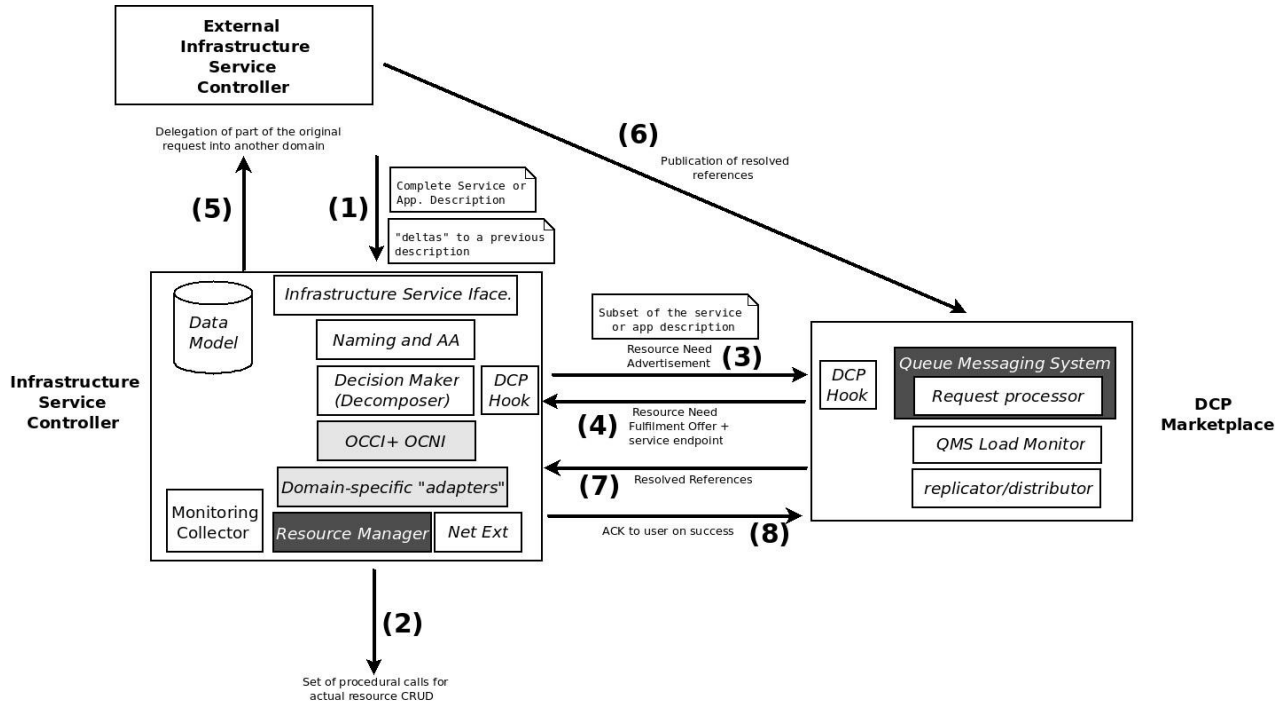 External
Infrastructure
Service
Controller
Delegation of part of the original
request into another domain
(5)
(1)
Complete Service or
App. Description
"deltas" to a previous
description
(6)
Publication of resolved
references
Infrastructure
Service
Controller
Data
Model
Infrastructure Service Iface.
Naming and AA
Decision Maker
(Decomposer)
DCP
Hook
OCCI+ OCNI
Domain-specific "adapters"
Monitoring
Collector
Resource Manager
Net Ext
Subset of the service
or app description
Resource Need
Advertisement
(3)
(4)
Resource Need
Fulfilment Offer +
service endpoint
(7)
Resolved References
ACK to user on success
(8)
DCP
Hook
Queue Messaging System
Request processor
QMS Load Monitor
replicator/distributor
DCP
Marketplace
(2)
Set of procedural calls for
actual resource CRUD